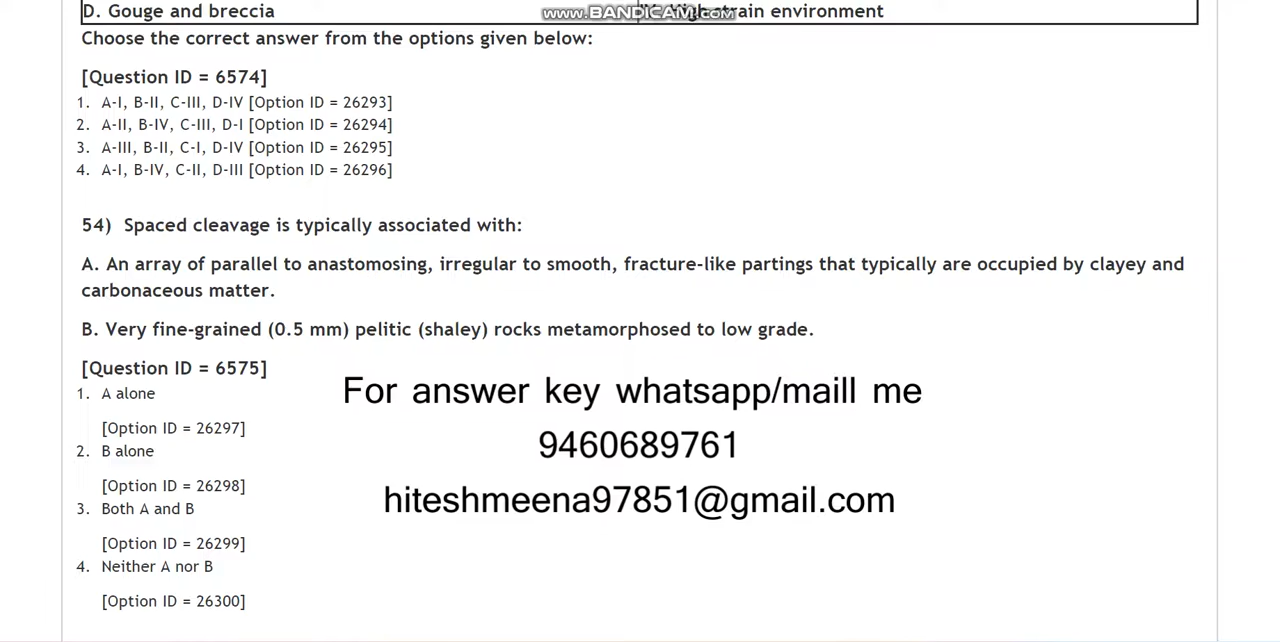 www.BANDICAM.com
D. Gouge and breccia
strain environment
Choose the correct answer from the options given below:
[Question ID = 6574]
1. A-I, B-II, C-III, D-IV [Option ID = 26293]
2. A-II, B-IV, C-III, D-I [Option ID = 26294]
3. A-III, B-II, C-I, D-IV [Option ID = 26295]
4. A-I, B-IV, C-II, D-III [Option ID = 26296]
54) Spaced cleavage is typically associated with:
A. An array of parallel to anastomosing, irregular to smooth, fracture-like partings that typically are occupied by clayey and
carbonaceous matter.
B. Very fine-grained (0.5 mm) pelitic (shaley) rocks metamorphosed to low grade.
[Question ID = 6575]
1. A alone
[Option ID = 26297]
2. B alone
[Option ID = 26298]
3. Both A and B
[Option ID = 26299]
4. Neither A nor B
[Option ID = 26300]
For answer key whatsapp/maill me
9460689761
hiteshmeena97851@gmail.com